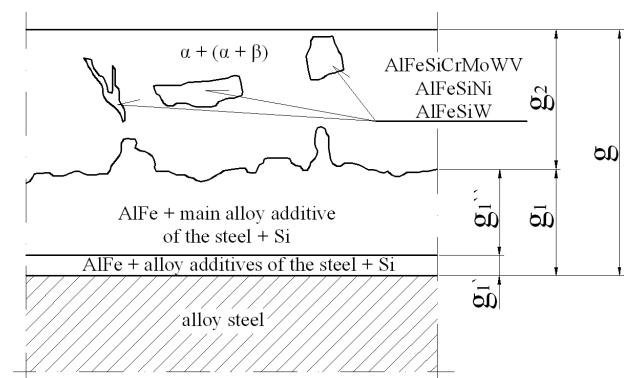 α + (α + β)
AlFeSiCrMoWV
AlFeSiNi
AlFeSiW
g₂
g
AlFe + main alloy additive
of the steel + Si
g₁``
g₁
AlFe + alloy additives of the steel + Si
g₁`
alloy steel